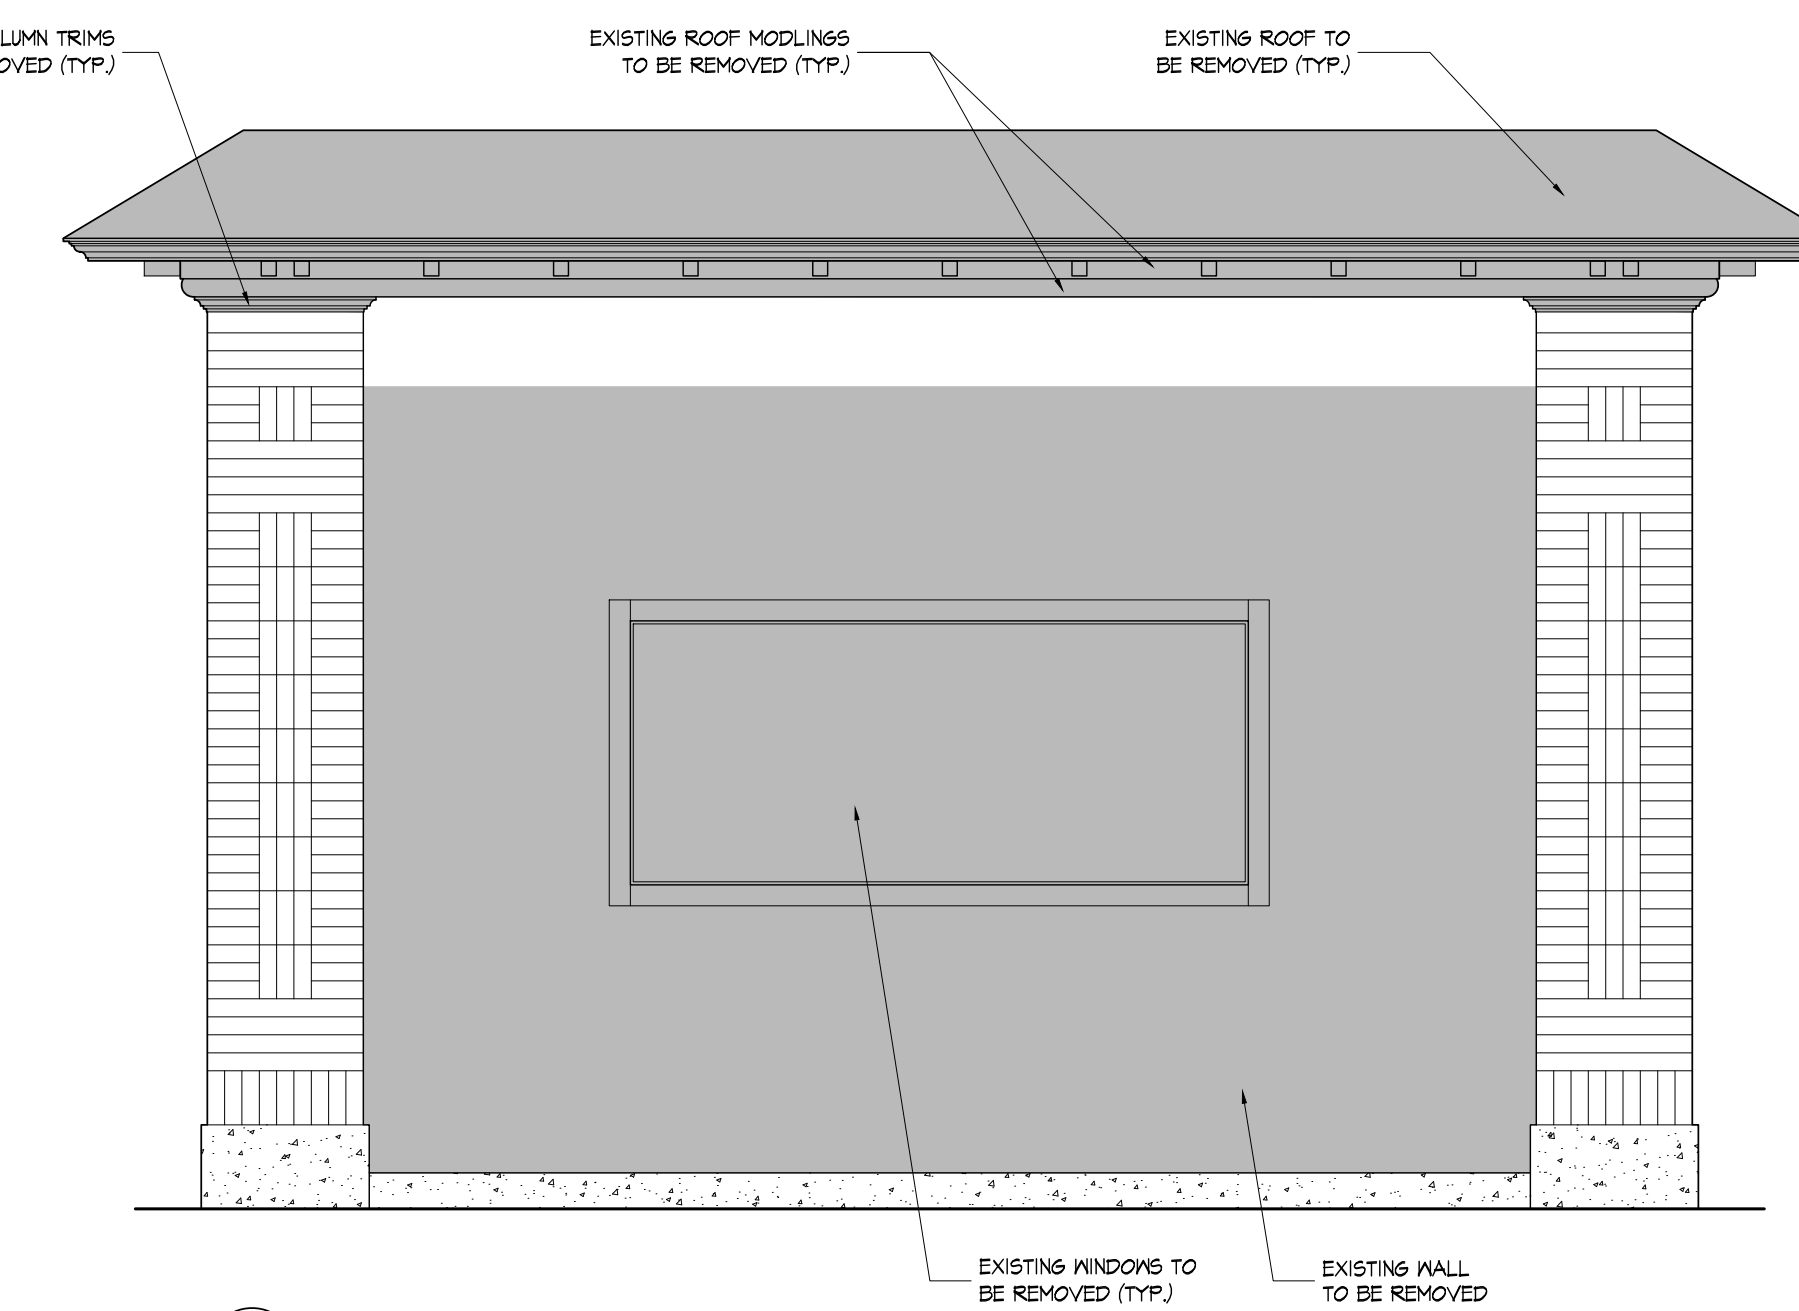 LUMN TRIMS
OVED (TYP.)
EXISTING ROOF MODLINGS
TO BE REMOVED (TYP.)
EXISTING ROOF TO
BE REMOVED (TYP.)
EXISTING WINDOWS TO
BE REMOVED (TYP.)
EXISTING WALL
TO BE REMOVED